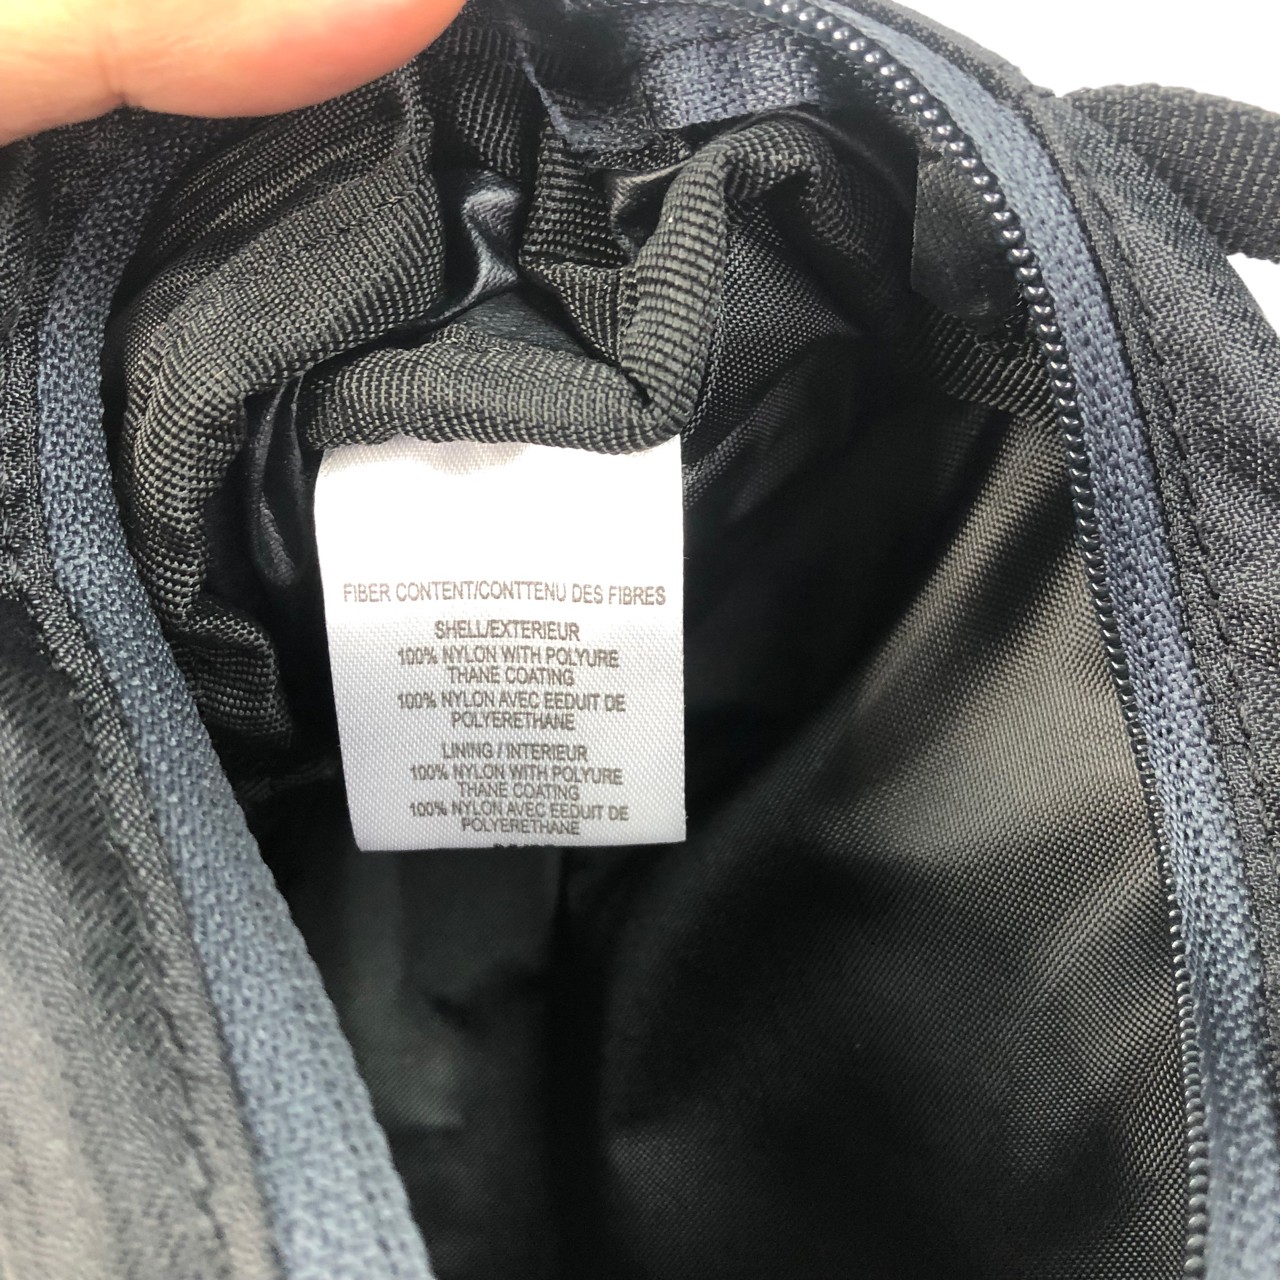 FIBER CONTENT/CONTTENU DES FIBRES
SHELL/EXTERIEUR
100% NYLON WITH POLYURE
THANE COATING
100% NYLON AVEC EEDUIT DE
POLYERETHANE
LINING / INTERIEUR
100% NYLON WITH POLYURE
THANE COATING
100% NYLON AVEC EEDUIT DE
POLYERETHANE